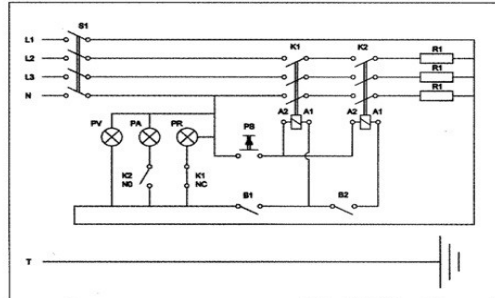 S1
L1
K1 K2
R1
L2
R1
L3
R1
N
A2 A1 A2 A1
PV PA PR PB
K2
NO
K1
NC
B1 B2
T